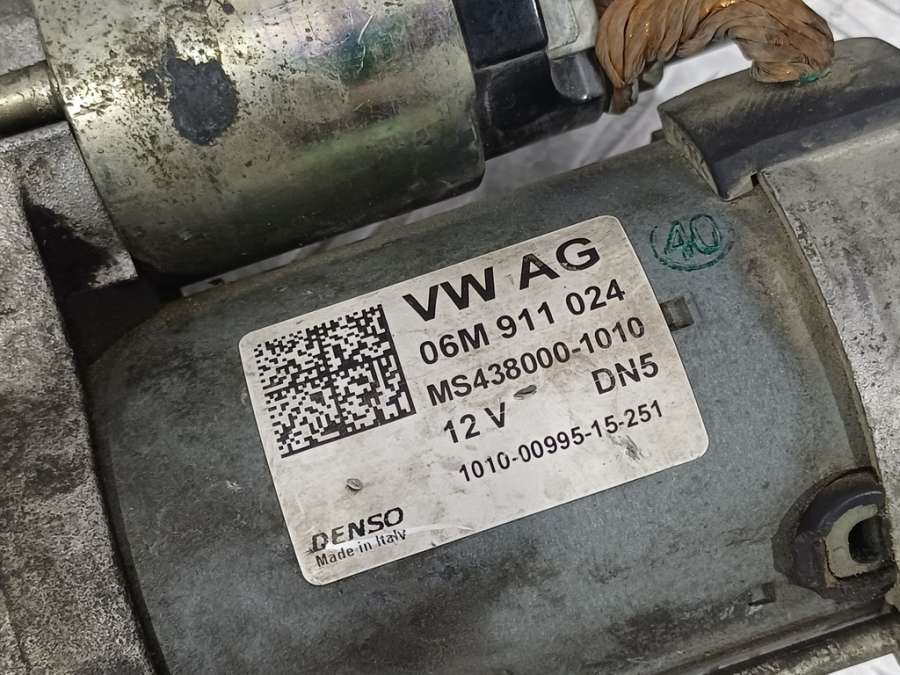 40
VW AG
06M 911 024
MS438000-1010
12 V DN5
1010-00995-15-251
DENSO
Made in Italy